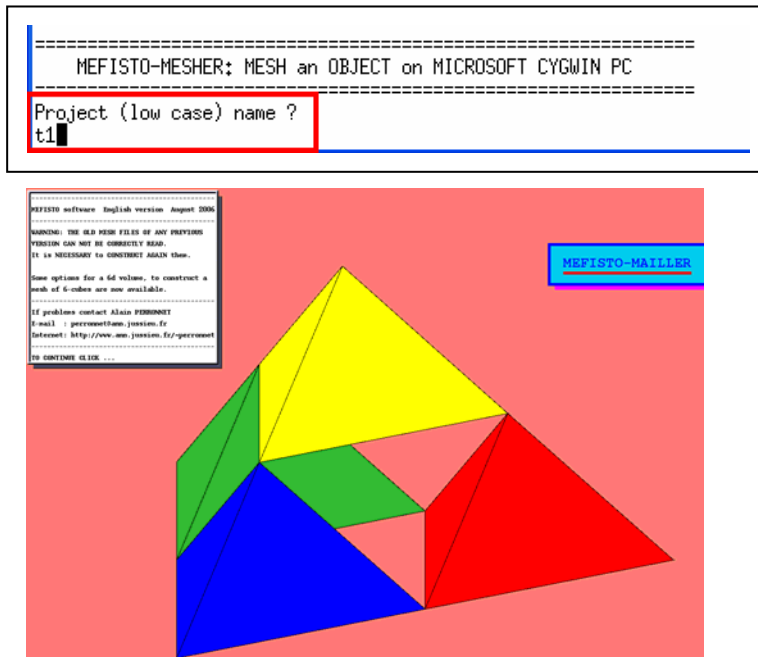 MEFISTO-MESHER: MESH an OBJECT on MICROSOFT CYGWIN PC
Project (low case) name ?
t1
MEFISTO software English version August 2006
WARNING: THE OLD MESH FILES OF ANY PREVIOUS
VERSION CAN NOT BE CORRECTLY READ.
It is NECESSARY to CONSTRUCT AGAIN them.
Some options for a 6d volume, to construct a
mesh of 6-cubes are now available.
If problems contact Alain PERRONNET
E-mail : perronnet@ann.jussieu.fr
Internet: http://www.ann.jussieu.fr/~perronnet
TO CONTINUE CLICK ...
MEFISTO-MAILLER